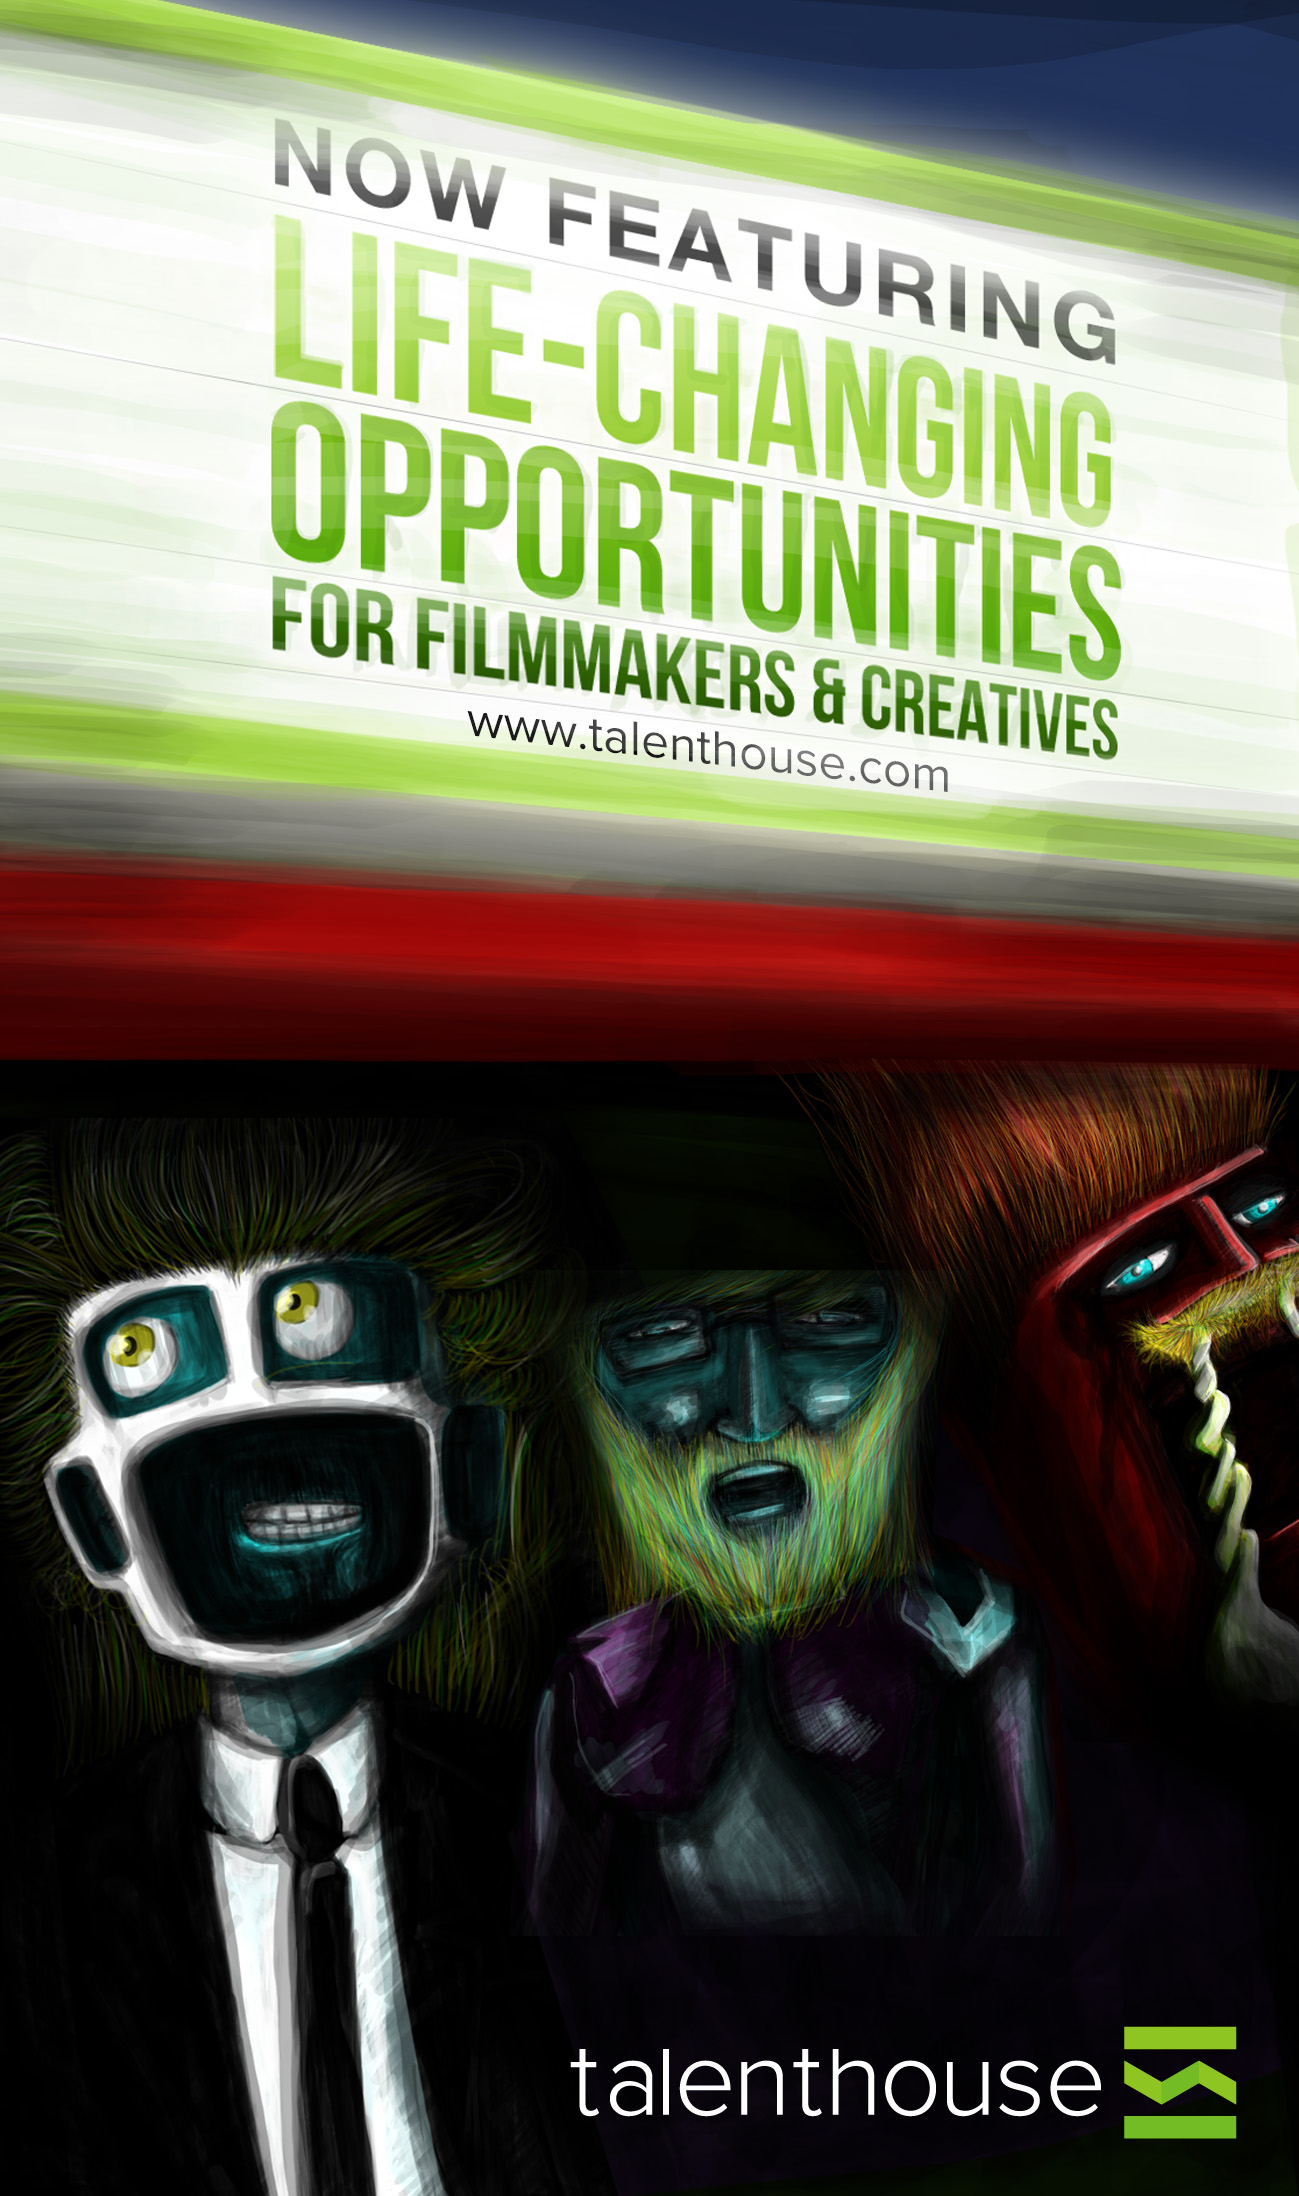 NOW FEATURING
LIFE-CHANGING
OPPORTUNITIES
FOR FILMMAKERS & CREATIVES
www.talenthouse.com
talenthouse